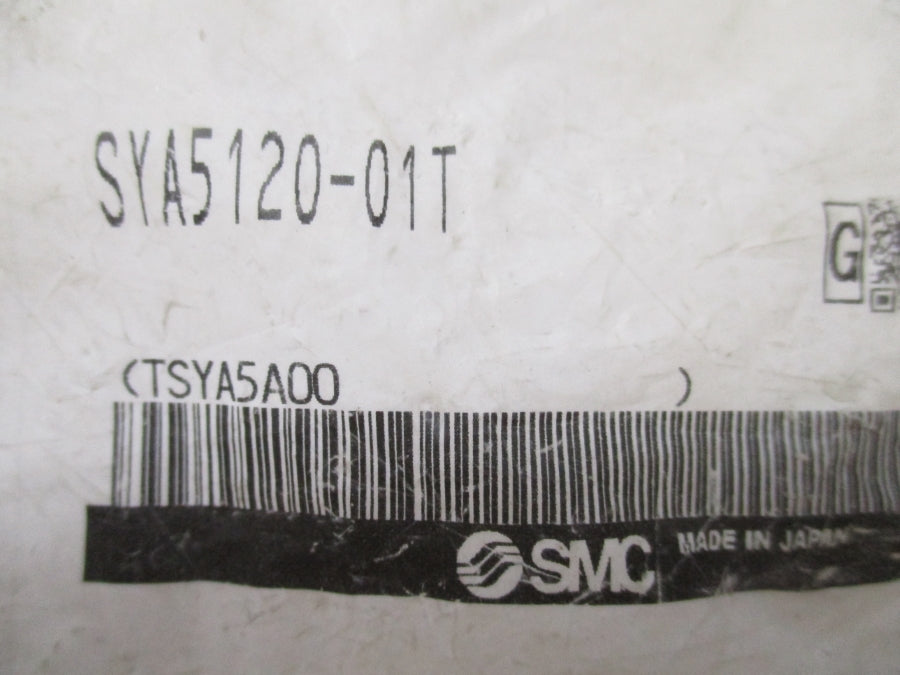 SYA5120-01T
G
(TSYA5A00 )
SMC MADE IN JAPAN